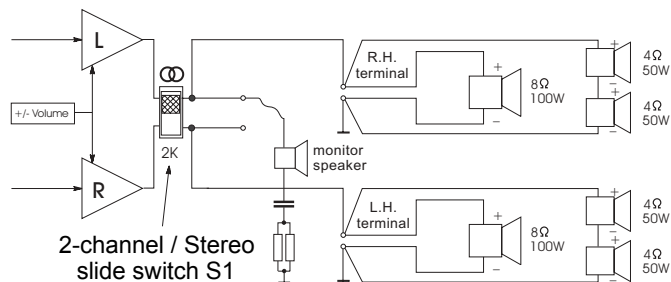 L
+/- Volume
R
2K
2-channel / Stereo
slide switch S1
monitor
speaker
R.H.
terminal
+
8Ω
100W
−
+
4Ω
50W
+
4Ω
50W
−
L.H.
terminal
+
8Ω
100W
−
+
4Ω
50W
+
4Ω
50W
−